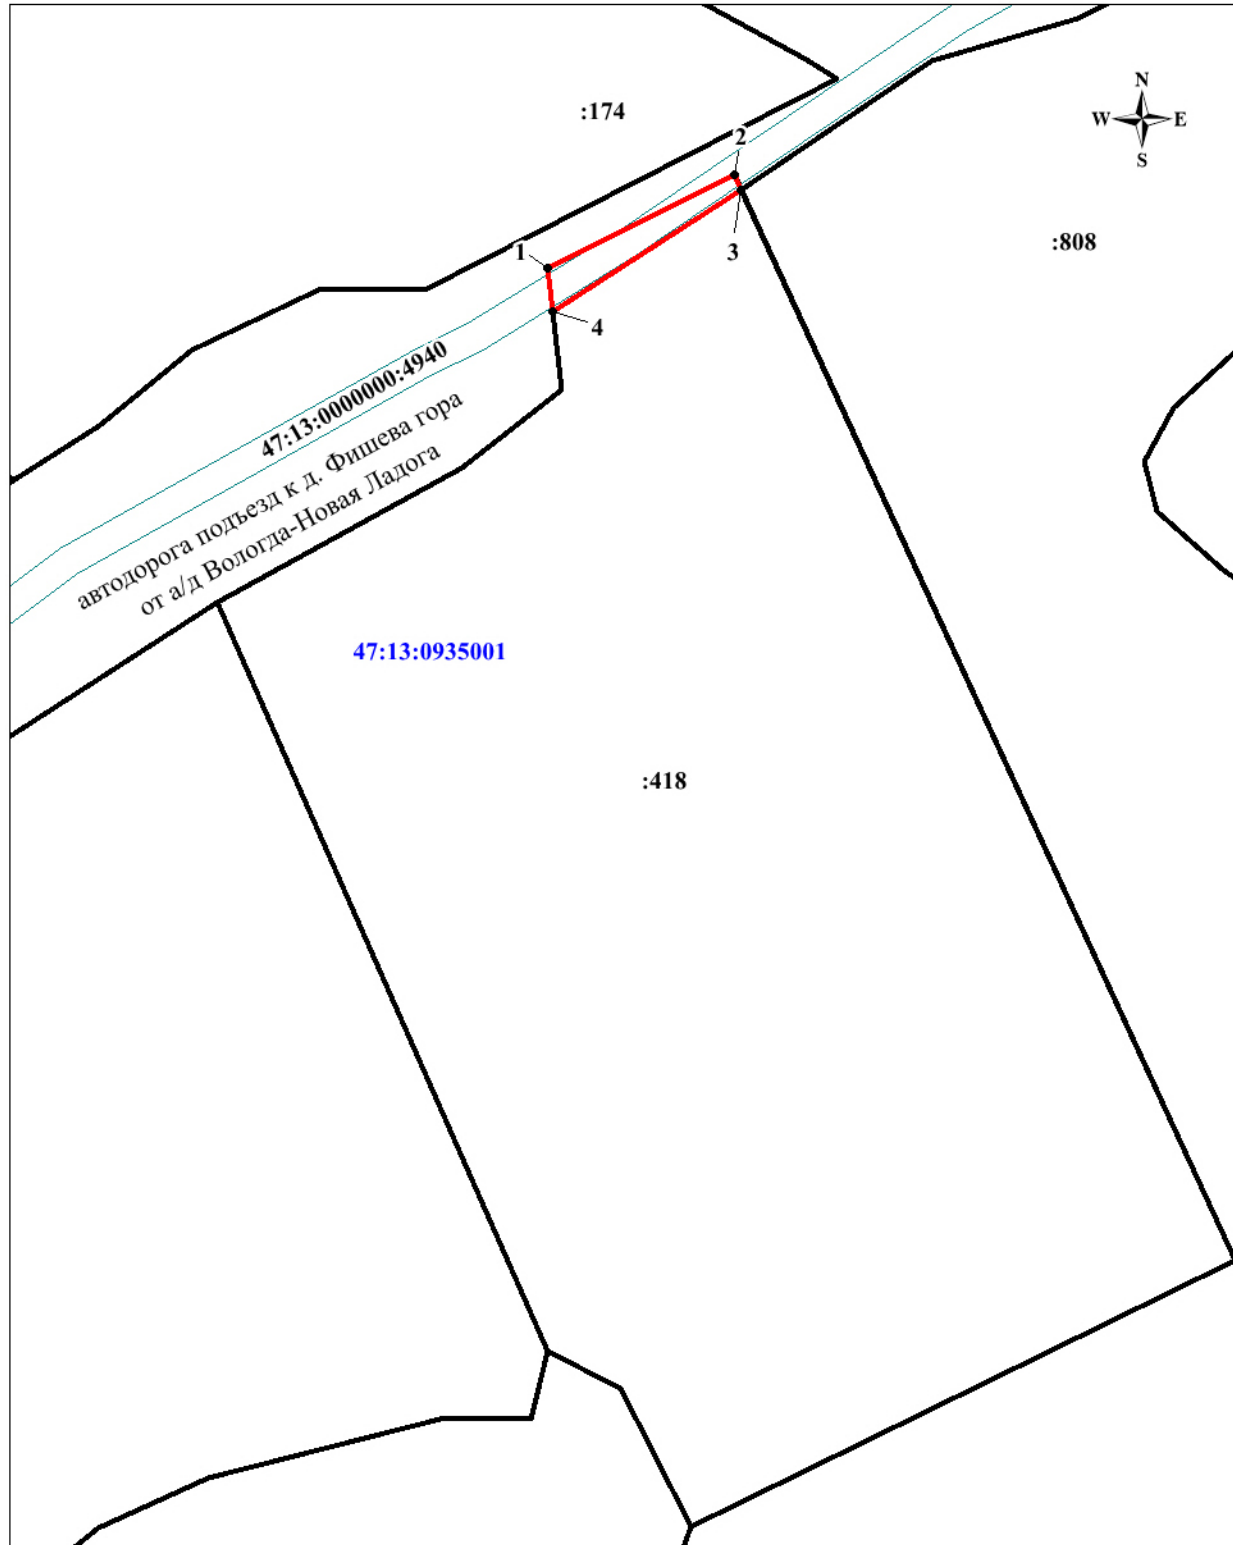 :174
N
W E
S
2
:808
1
3
4
47:13:0000000:4940
автодорога подъезд к д. Фишева гора
от а/д Вологда-Новая Ладога
47:13:0935001
:418